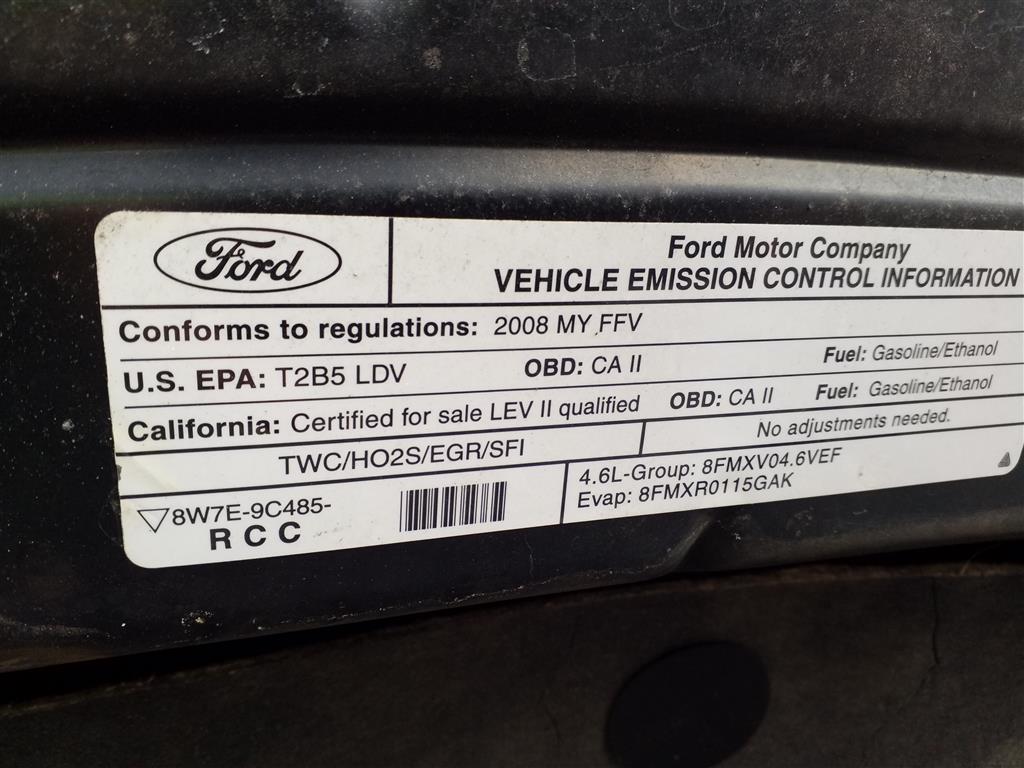 Ford
Ford Motor Company
VEHICLE EMISSION CONTROL INFORMATION
Conforms to regulations: 2008 MY FFV
U.S. EPA: T2B5 LDV OBD: CA II Fuel: Gasoline/Ethanol
California: Certified for sale LEV II qualified OBD: CA II Fuel: Gasoline/Ethanol
TWC/HO2S/EGR/SFI No adjustments needed.
8W7E-9C485-
RCC
4.6L-Group: 8FMXV04.6VEF
Evap: 8FMXR0115GAK